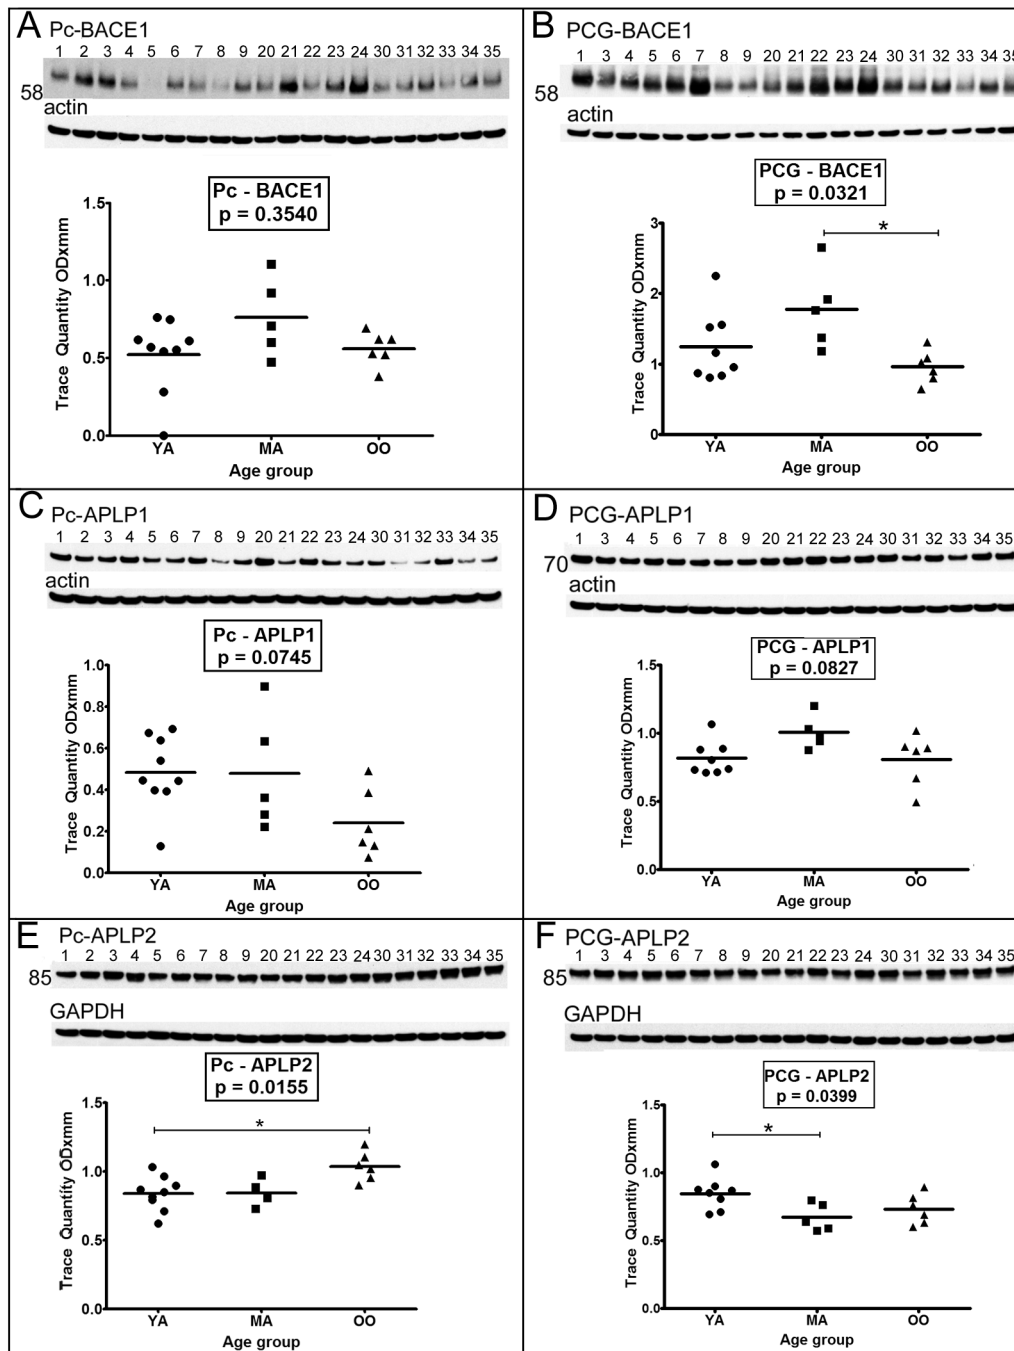 A Pc-BACE1
1 2 3 4 5 6 7 8 9 20 21 22 23 24 30 31 32 33 34 35
58
actin
Pc - BACE1
p = 0.3540
Trace Quantity ODxmm
1.5
1.0
0.5
0.0
YA MA OO
Age group
B PCG-BACE1
1 3 4 5 6 7 8 9 20 21 22 23 24 30 31 32 33 34 35
58
actin
PCG - BACE1
p = 0.0321
Trace Quantity ODxmm
3
2
1
0
*
YA MA OO
Age group
C Pc-APLP1
1 2 3 4 5 6 7 8 9 20 21 22 23 24 30 31 32 33 34 35
actin
Pc - APLP1
p = 0.0745
Trace Quantity ODxmm
1.0
0.8
0.6
0.4
0.2
0.0
YA MA OO
Age group
D PCG-APLP1
1 3 4 5 6 7 8 9 20 21 22 23 24 30 31 32 33 34 35
70
actin
PCG - APLP1
p = 0.0827
Trace Quantity ODxmm
1.5
1.0
0.5
0.0
YA MA OO
Age group
E Pc-APLP2
1 2 3 4 5 6 7 8 9 20 21 22 23 24 30 31 32 33 34 35
85
GAPDH
Pc - APLP2
p = 0.0155
Trace Quantity ODxmm
1.5
1.0
0.5
0.0
*
YA MA OO
Age group
F PCG-APLP2
1 3 4 5 6 7 8 9 20 21 22 23 24 30 31 32 33 34 35
85
GAPDH
PCG - APLP2
p = 0.0399
Trace Quantity ODxmm
1.5
1.0
0.5
0.0
*
YA MA OO
Age group